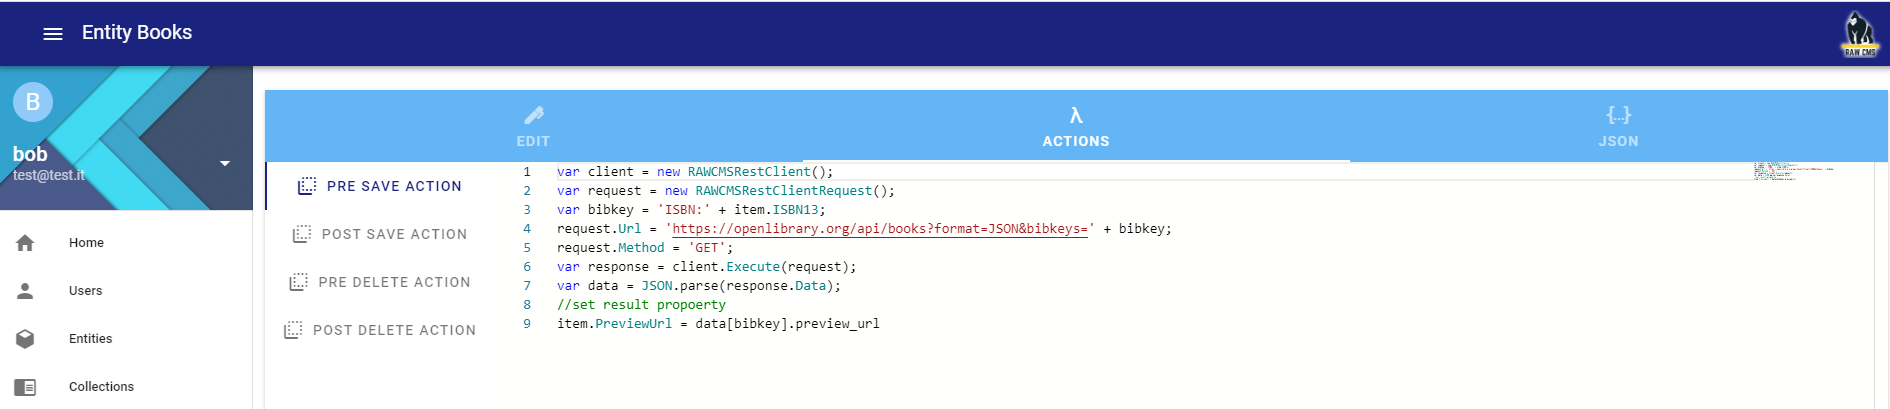 Entity Books
RAW CMS
B
bob
test@test.it
Home
Users
Entities
Collections
EDIT
λ
ACTIONS
{...}
JSON
PRE SAVE ACTION
POST SAVE ACTION
PRE DELETE ACTION
POST DELETE ACTION
1 var client = new RAWCMSRestClient();
2 var request = new RAWCMSRestClientRequest();
3 var bibkey = 'ISBN:' + item.ISBN13;
4 request.Url = 'https://openlibrary.org/api/books?format=JSON&bibkeys=' + bibkey;
5 request.Method = 'GET';
6 var response = client.Execute(request);
7 var data = JSON.parse(response.Data);
8 //set result propoerty
9 item.PreviewUrl = data[bibkey].preview_url